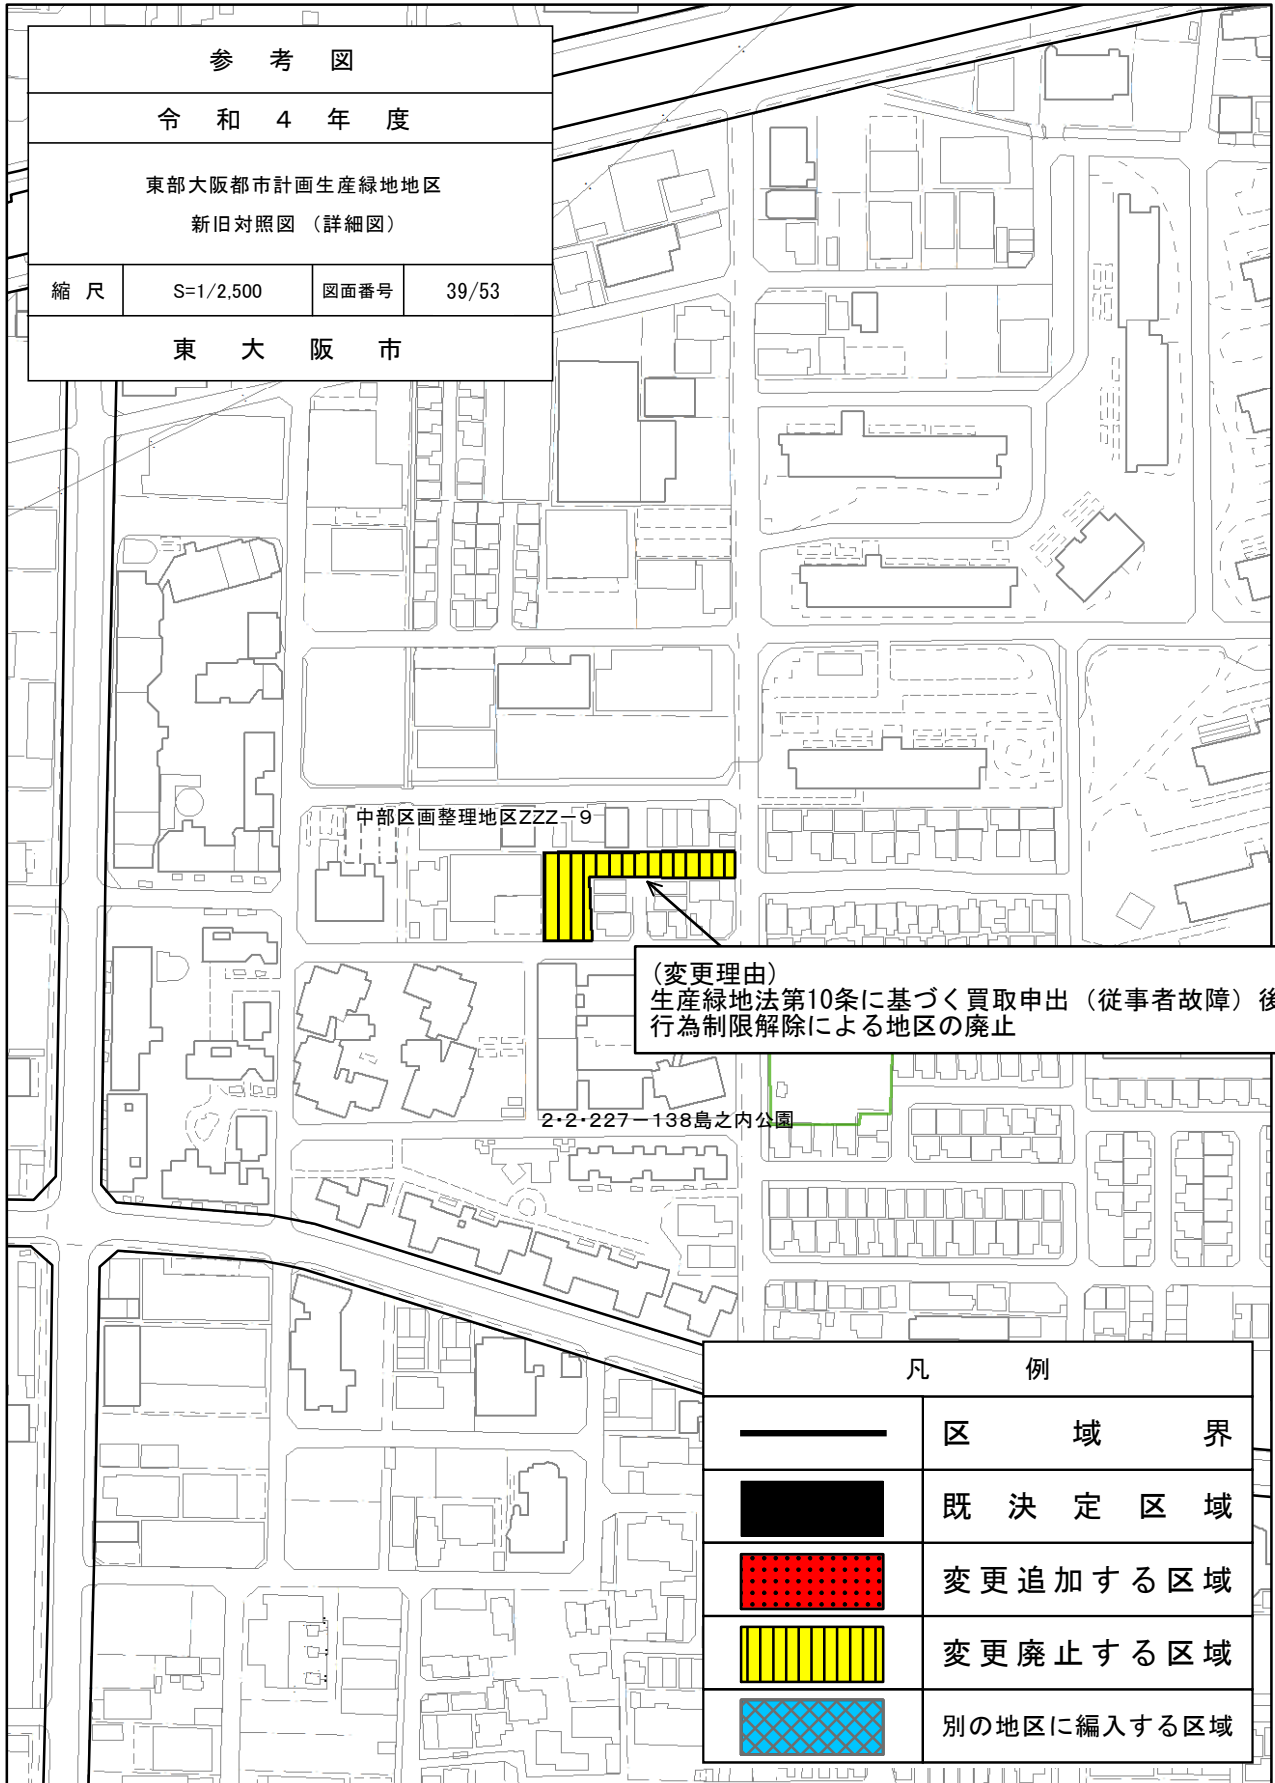 参考図
令和4年度
東部大阪都市計画生産緑地地区
新旧対照図 （詳細図）
縮尺 S=1/2,500 図面番号 39/53
東大阪市
中部区画整理地区ZZZ－9
(変更理由)
生産緑地法第10条に基づく買取申出（従事者故障）後
行為制限解除による地区の廃止
2・2・227－138島之内公園
凡例
区域界
既決定区域
変更追加する区域
変更廃止する区域
別の地区に編入する区域